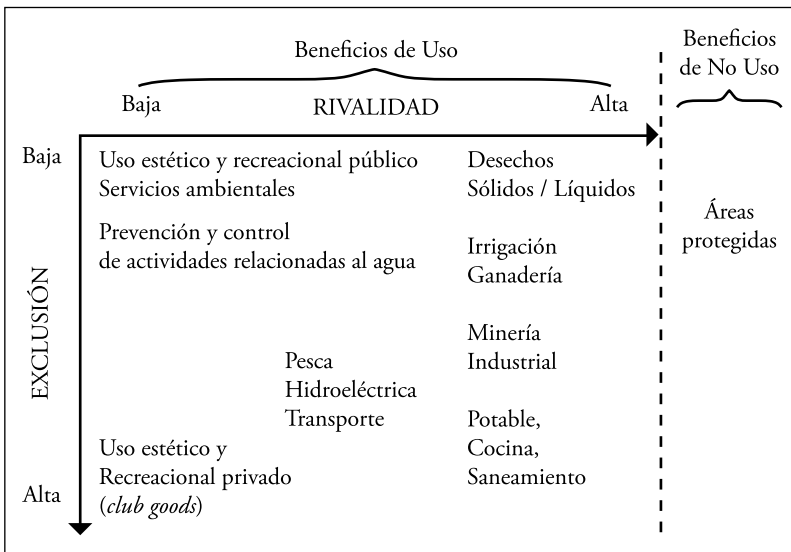 Beneficios de Uso
Beneficios
de No Uso
Baja
RIVALIDAD
Alta
Baja
EXCLUSIÓN
Alta
Uso estético y recreacional público
Servicios ambientales
Prevención y control
de actividades relacionadas al agua
Pesca
Hidroeléctrica
Transporte
Uso estético y
Recreacional privado
(club goods)
Desechos
Sólidos / Líquidos
Irrigación
Ganadería
Minería
Industrial
Potable,
Cocina,
Saneamiento
Áreas
protegidas